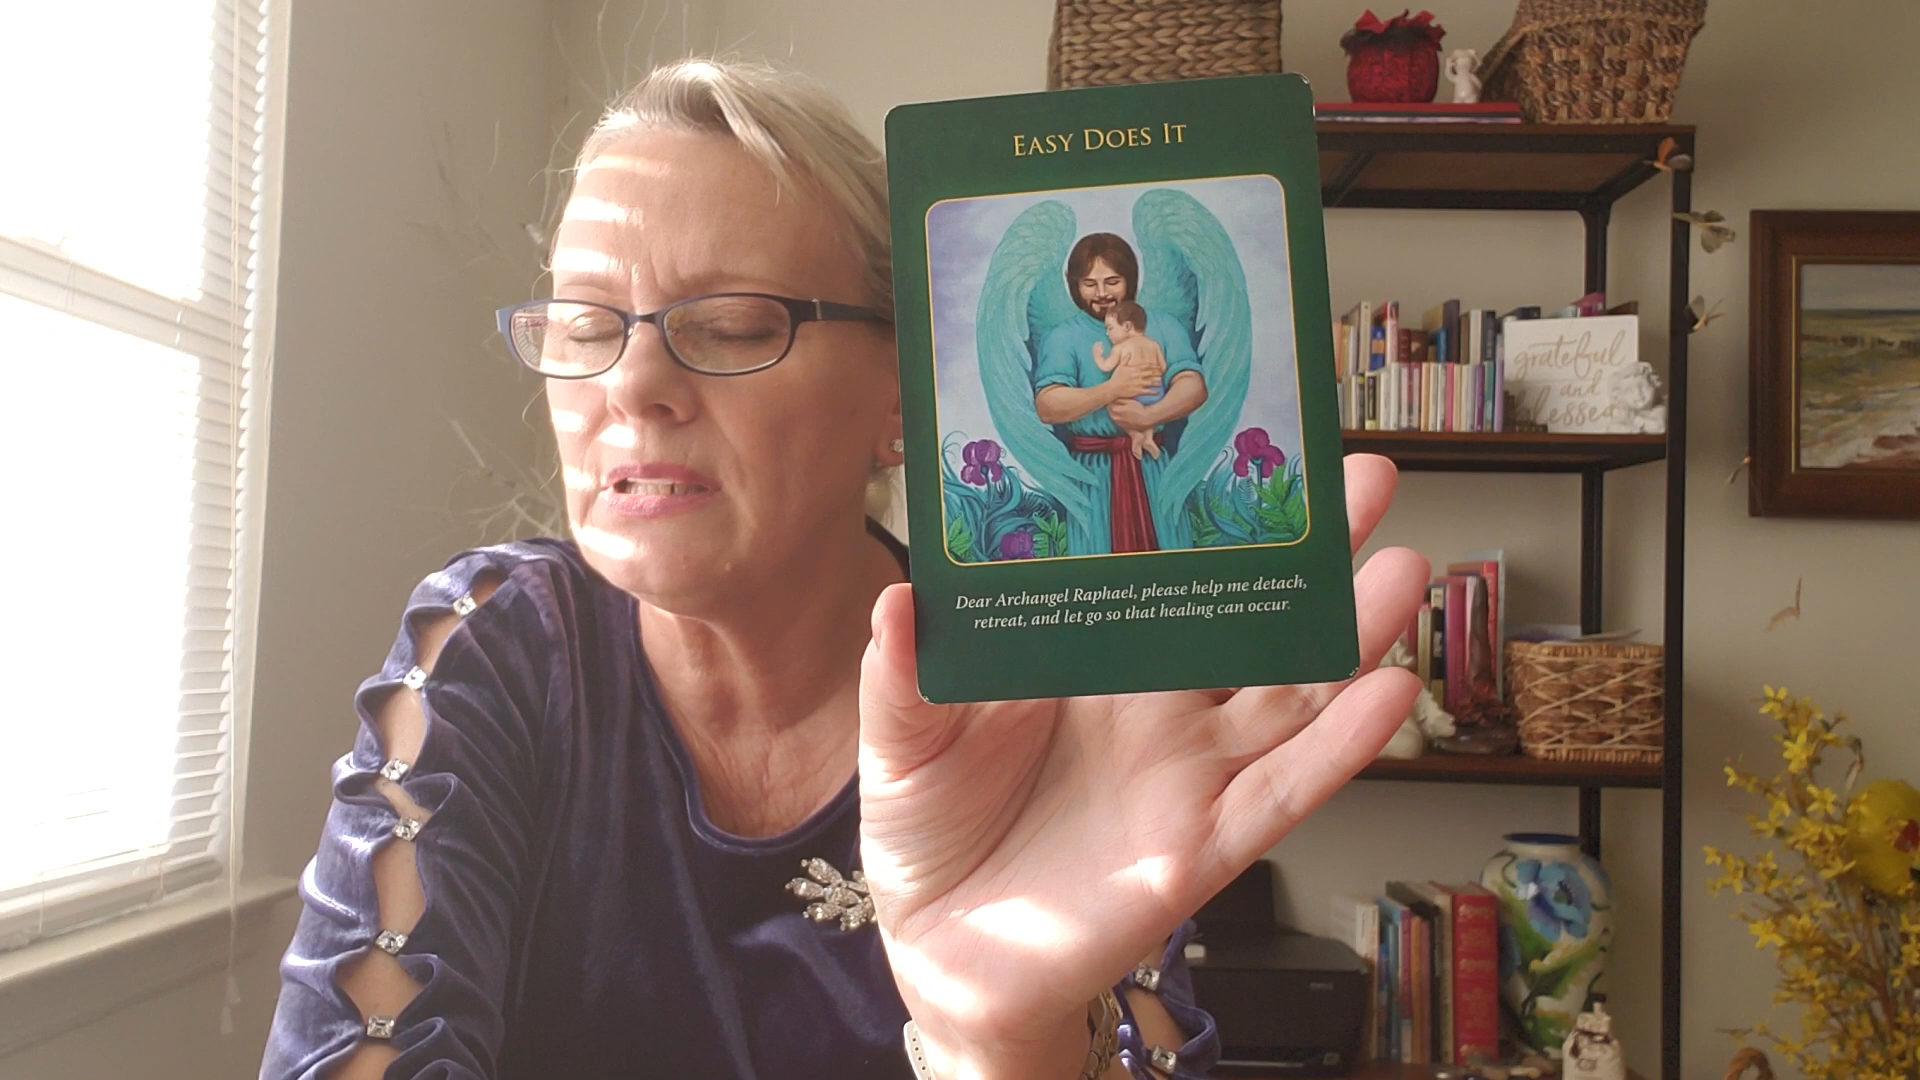 Easy Does It
Dear Archangel Raphael, please help me detach,
retreat, and let go so that healing can occur.
grateful
and
blessed